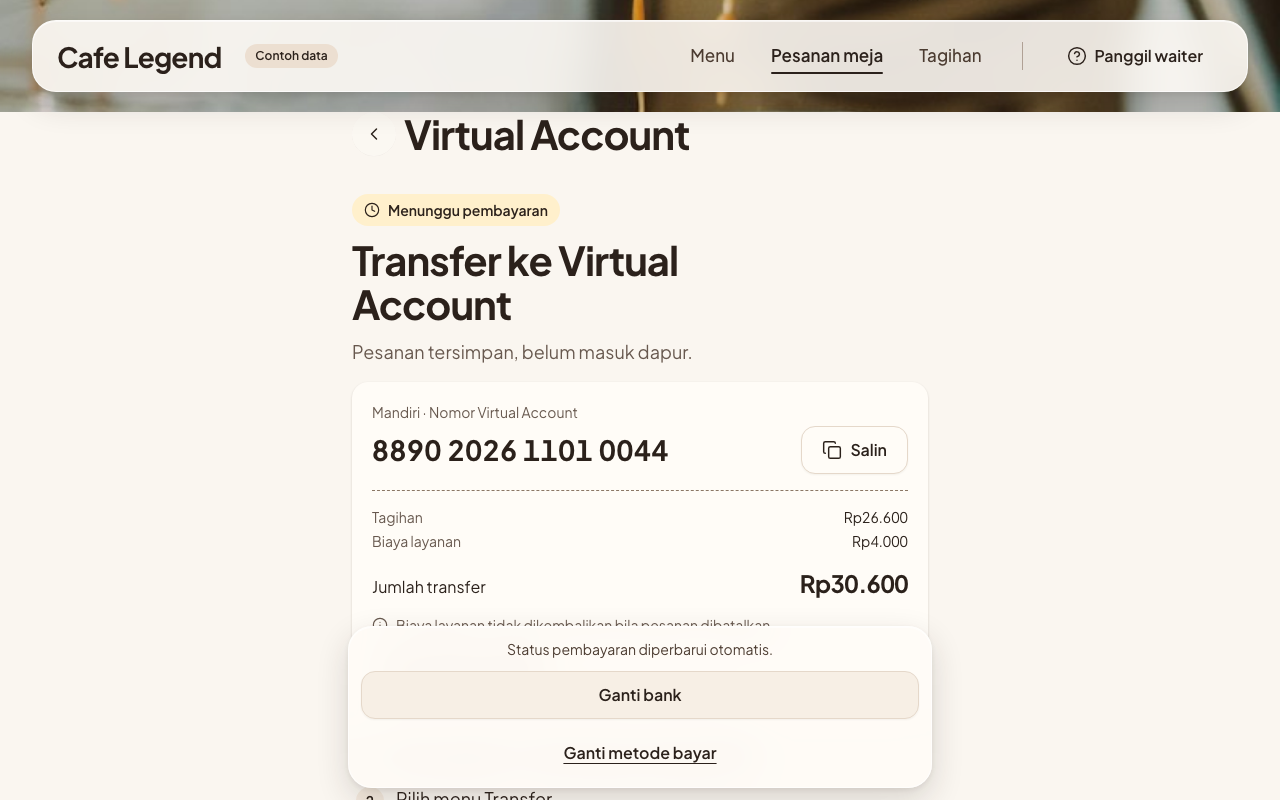 Cafe Legend
Contoh data
Menu
Pesanan meja
Tagihan
Panggil waiter
Virtual Account
Menunggu pembayaran
Transfer ke Virtual
Account
Pesanan tersimpan, belum masuk dapur.
Mandiri · Nomor Virtual Account
8890 2026 1101 0044
Salin
Tagihan
Rp26.600
Biaya layanan
Rp4.000
Jumlah transfer
Rp30.600
Biaya layanan tidak dikembalikan bila pesanan dibatalkan
Status pembayaran diperbarui otomatis.
Ganti bank
Ganti metode bayar
Pilih menu Transfer